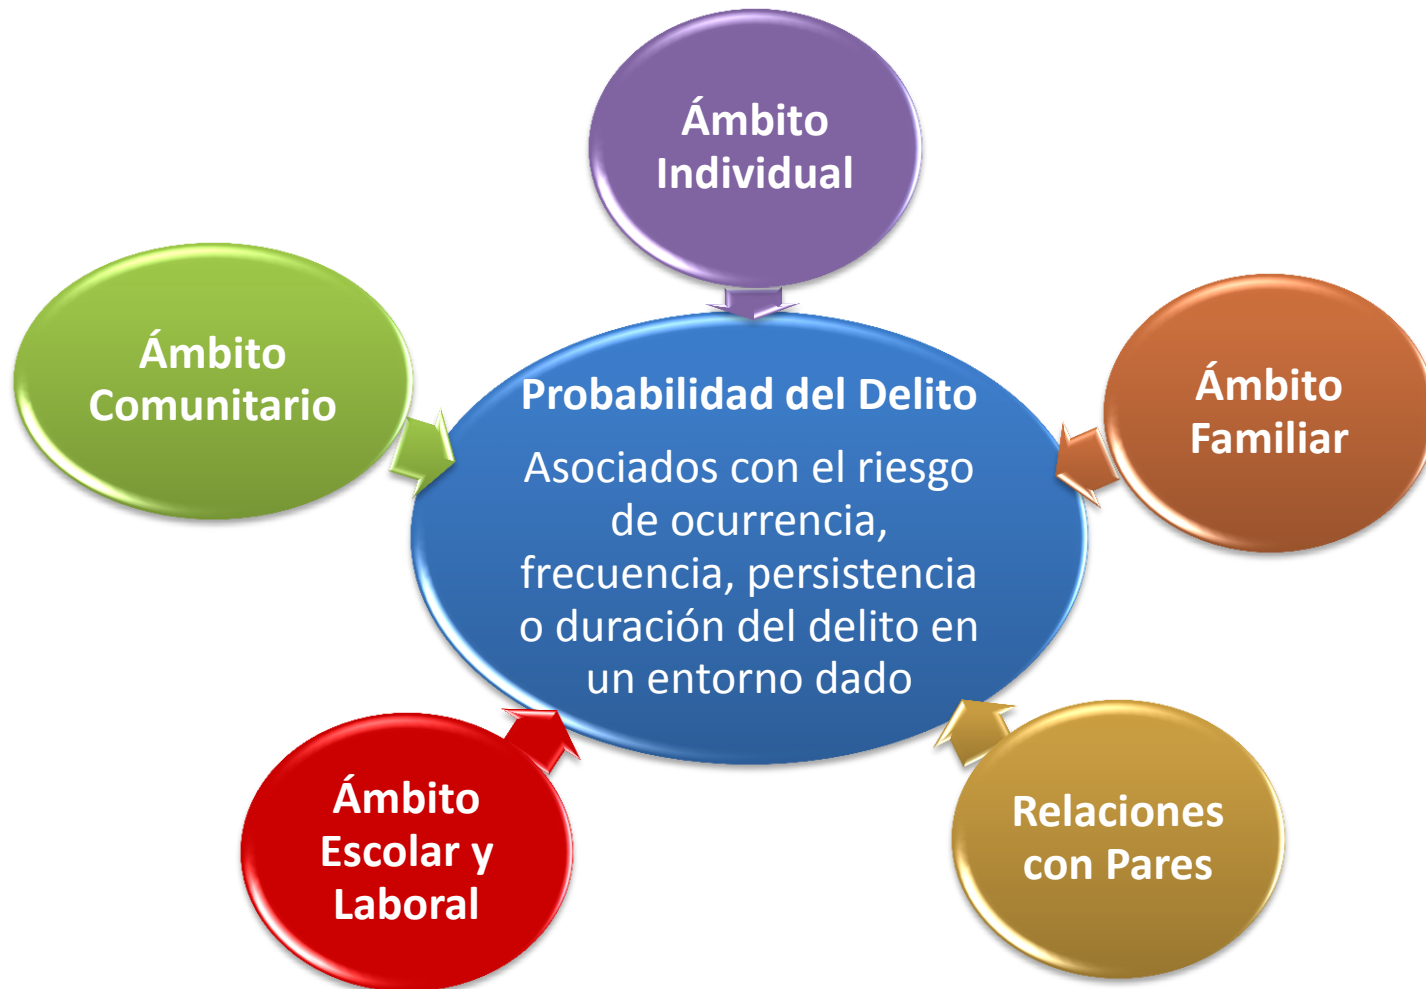 Ámbito
Individual
Ámbito
Comunitario
Probabilidad del Delito
Asociados con el riesgo
de ocurrencia,
frecuencia, persistencia
o duración del delito en
un entorno dado
Ámbito
Familiar
Ámbito
Escolar y
Laboral
Relaciones
con Pares